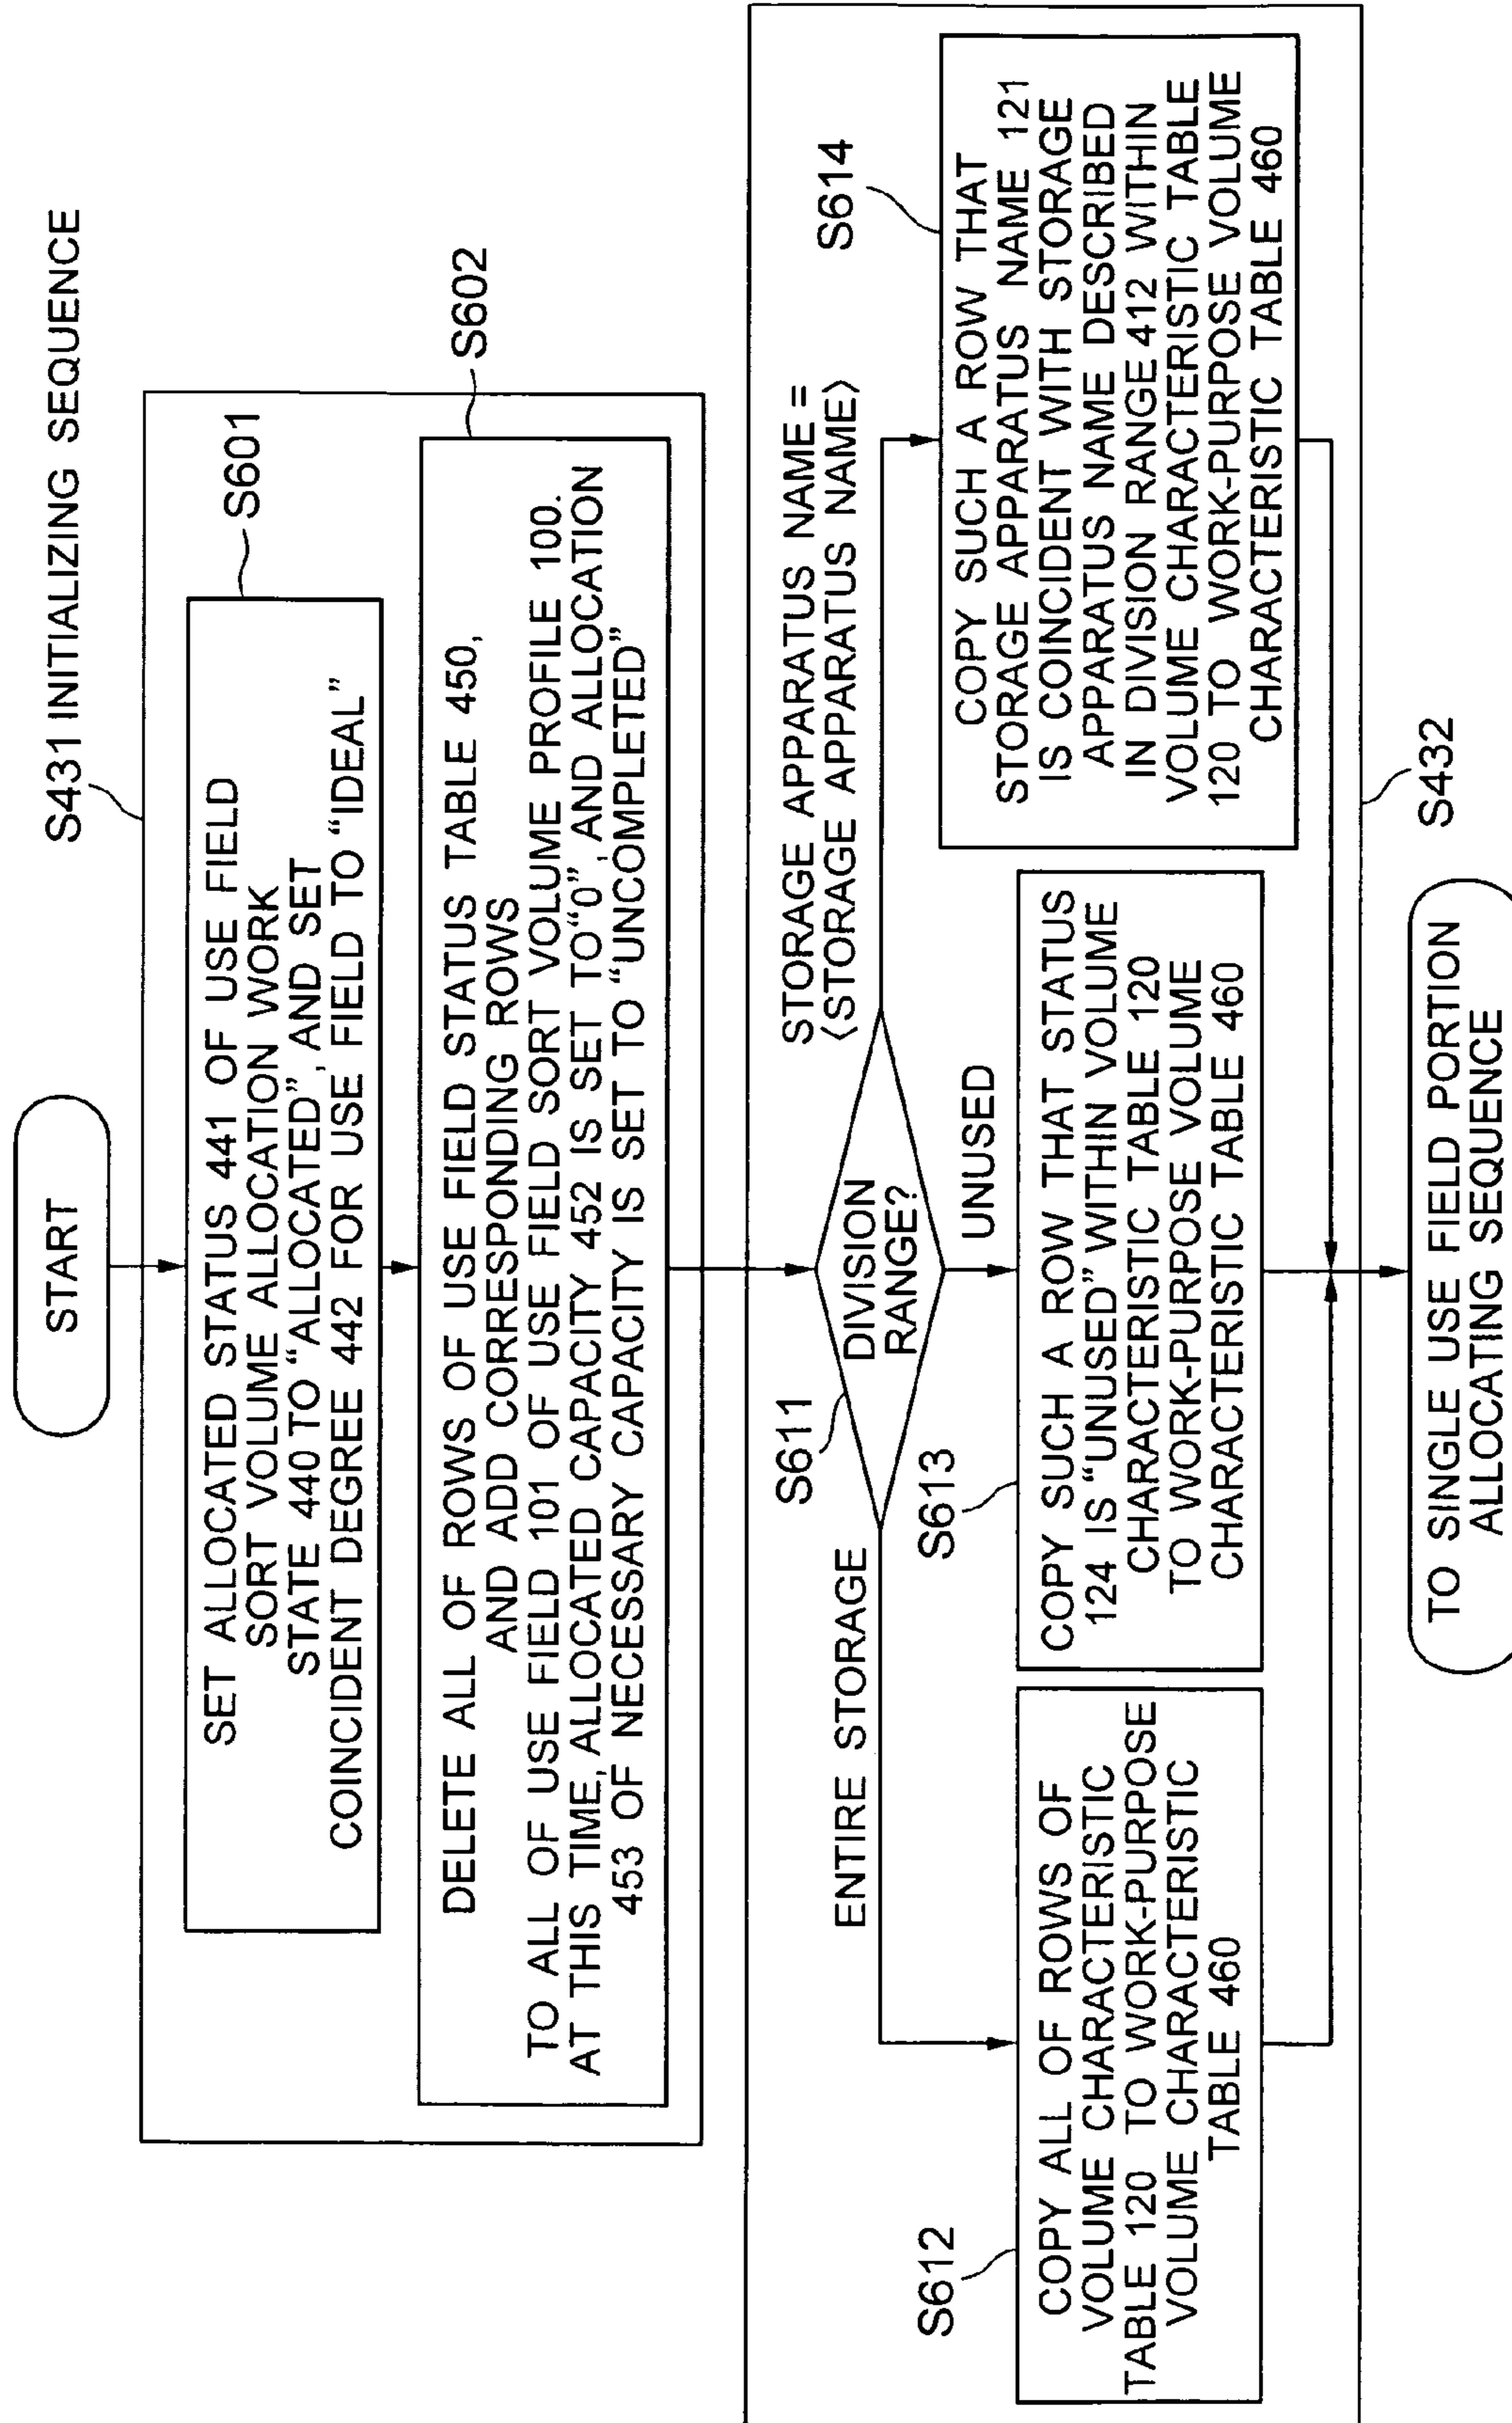 START
S431 INITIALIZING SEQUENCE
S601
SET ALLOCATED STATUS 441 OF USE FIELD
SORT VOLUME ALLOCATION WORK
STATE 440 TO “ALLOCATED”, AND SET
COINCIDENT DEGREE 442 FOR USE FIELD TO “IDEAL”
S602
DELETE ALL OF ROWS OF USE FIELD STATUS TABLE 450,
AND ADD CORRESPONDING ROWS
TO ALL OF USE FIELD 101 OF USE FIELD SORT VOLUME PROFILE 100.
AT THIS TIME, ALLOCATED CAPACITY 452 IS SET TO “0”, AND ALLOCATION
453 OF NECESSARY CAPACITY IS SET TO “UNCOMPLETED”
S611
DIVISION
RANGE?
ENTIRE STORAGE
UNUSED
STORAGE APPARATUS NAME =
〈STORAGE APPARATUS NAME〉
S612
COPY ALL OF ROWS OF
VOLUME CHARACTERISTIC
TABLE 120 TO WORK-PURPOSE
VOLUME CHARACTERISTIC
TABLE 460
S613
COPY SUCH A ROW THAT STATUS
124 IS “UNUSED” WITHIN VOLUME
CHARACTERISTIC TABLE 120
TO WORK-PURPOSE VOLUME
CHARACTERISTIC TABLE 460
S614
COPY SUCH A ROW THAT
STORAGE APPARATUS NAME 121
IS COINCIDENT WITH STORAGE
APPARATUS NAME DESCRIBED
IN DIVISION RANGE 412 WITHIN
VOLUME CHARACTERISTIC TABLE
120 TO WORK-PURPOSE VOLUME
CHARACTERISTIC TABLE 460
S432
TO SINGLE USE FIELD PORTION
ALLOCATING SEQUENCE